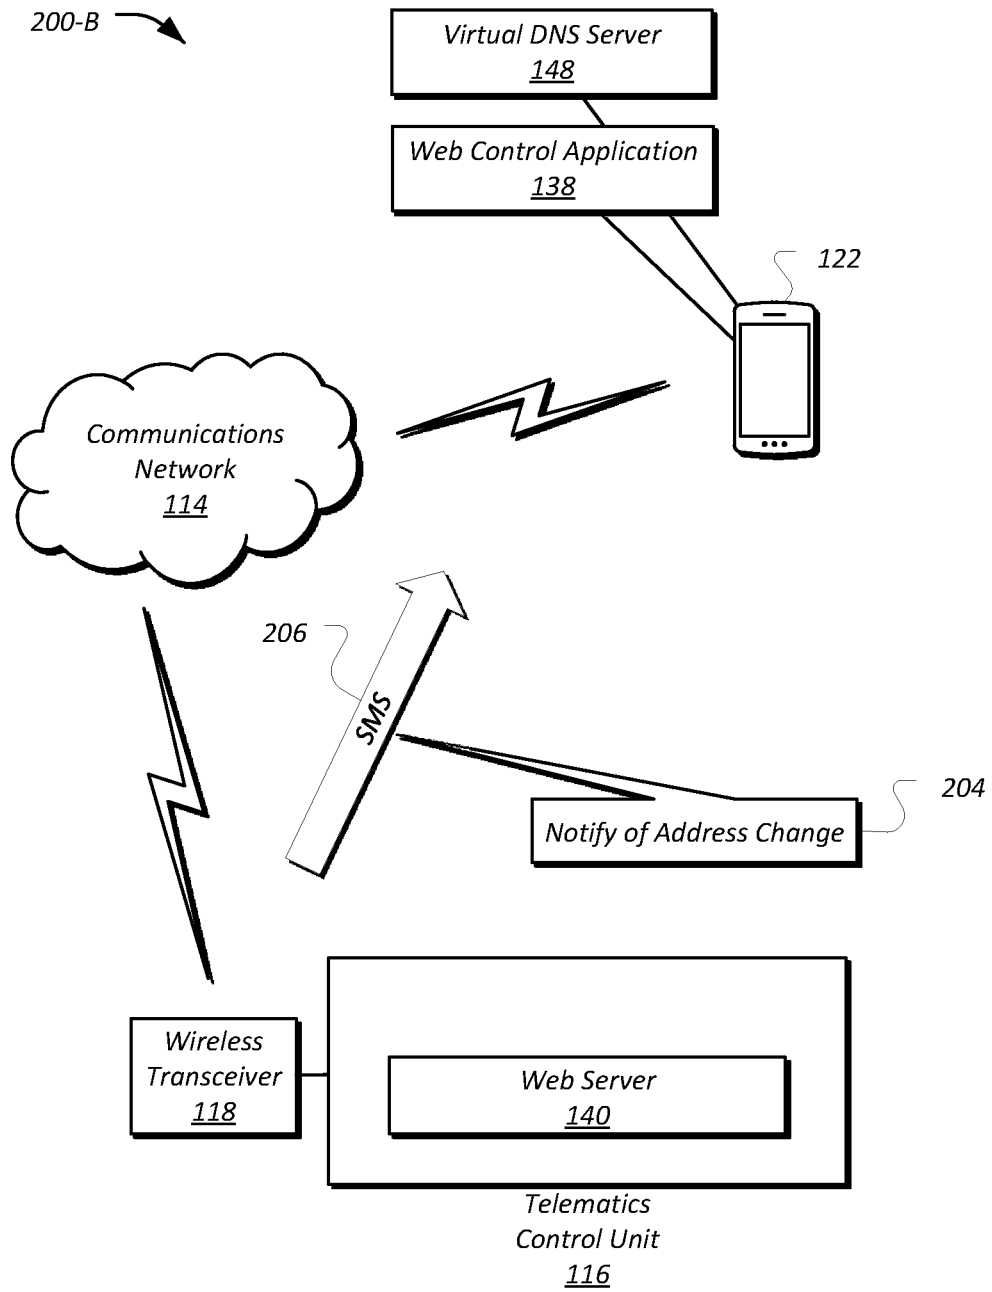 200-B
Virtual DNS Server
148
Web Control Application
138
122
Communications
Network
114
206
SMS
204
Notify of Address Change
Wireless
Transceiver
118
Web Server
140
Telematics
Control Unit
116